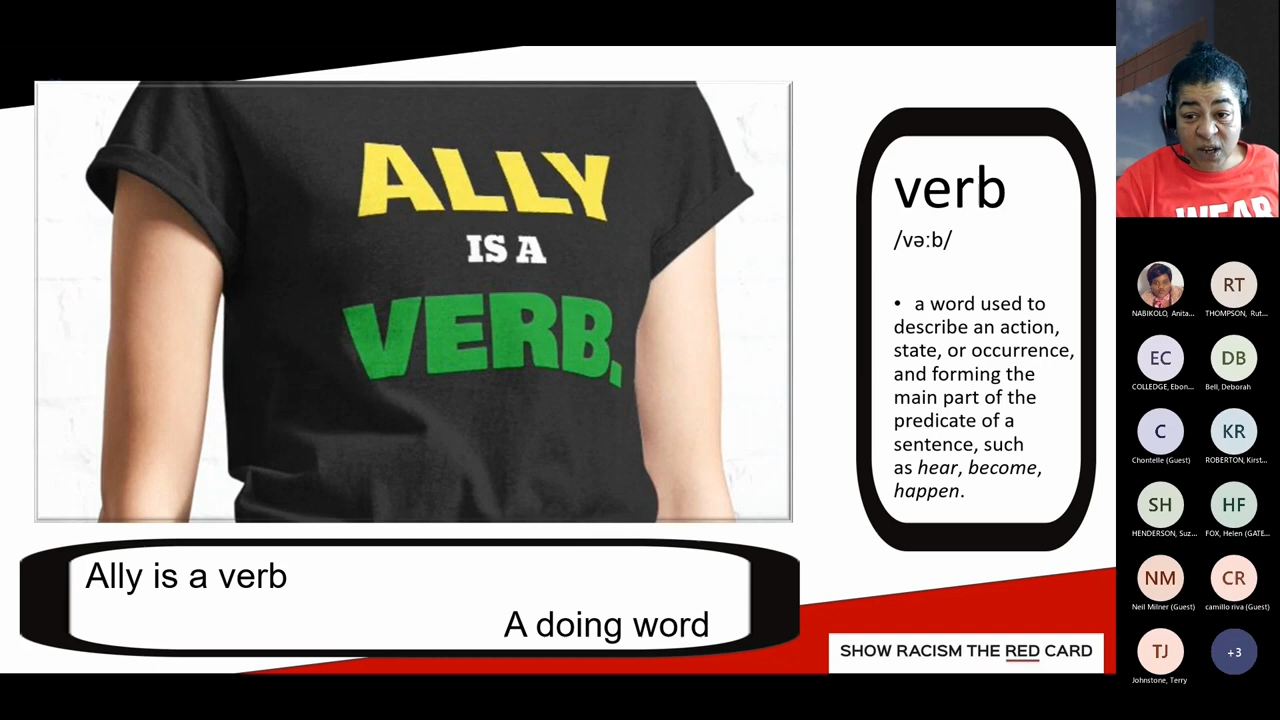 ALLY
IS A
VERB.
verb
/və:b/
• a word used to
describe an action,
state, or occurrence,
and forming the
main part of the
predicate of a
sentence, such
as hear, become,
happen.
Ally is a verb
A doing word
SHOW RACISM THE RED CARD
WEAR
NABIKOLO, Anita...
RT
THOMPSON, Rut...
EC
COLLEDGE, Ebon...
DB
Bell, Deborah
C
Chontelle (Guest)
KR
ROBERTON, Kirst...
SH
HENDERSON, Suz...
HF
FOX, Helen (GATE...
NM
Neil Milner (Guest)
CR
camillo riva (Guest)
TJ
Johnstone, Terry
+3